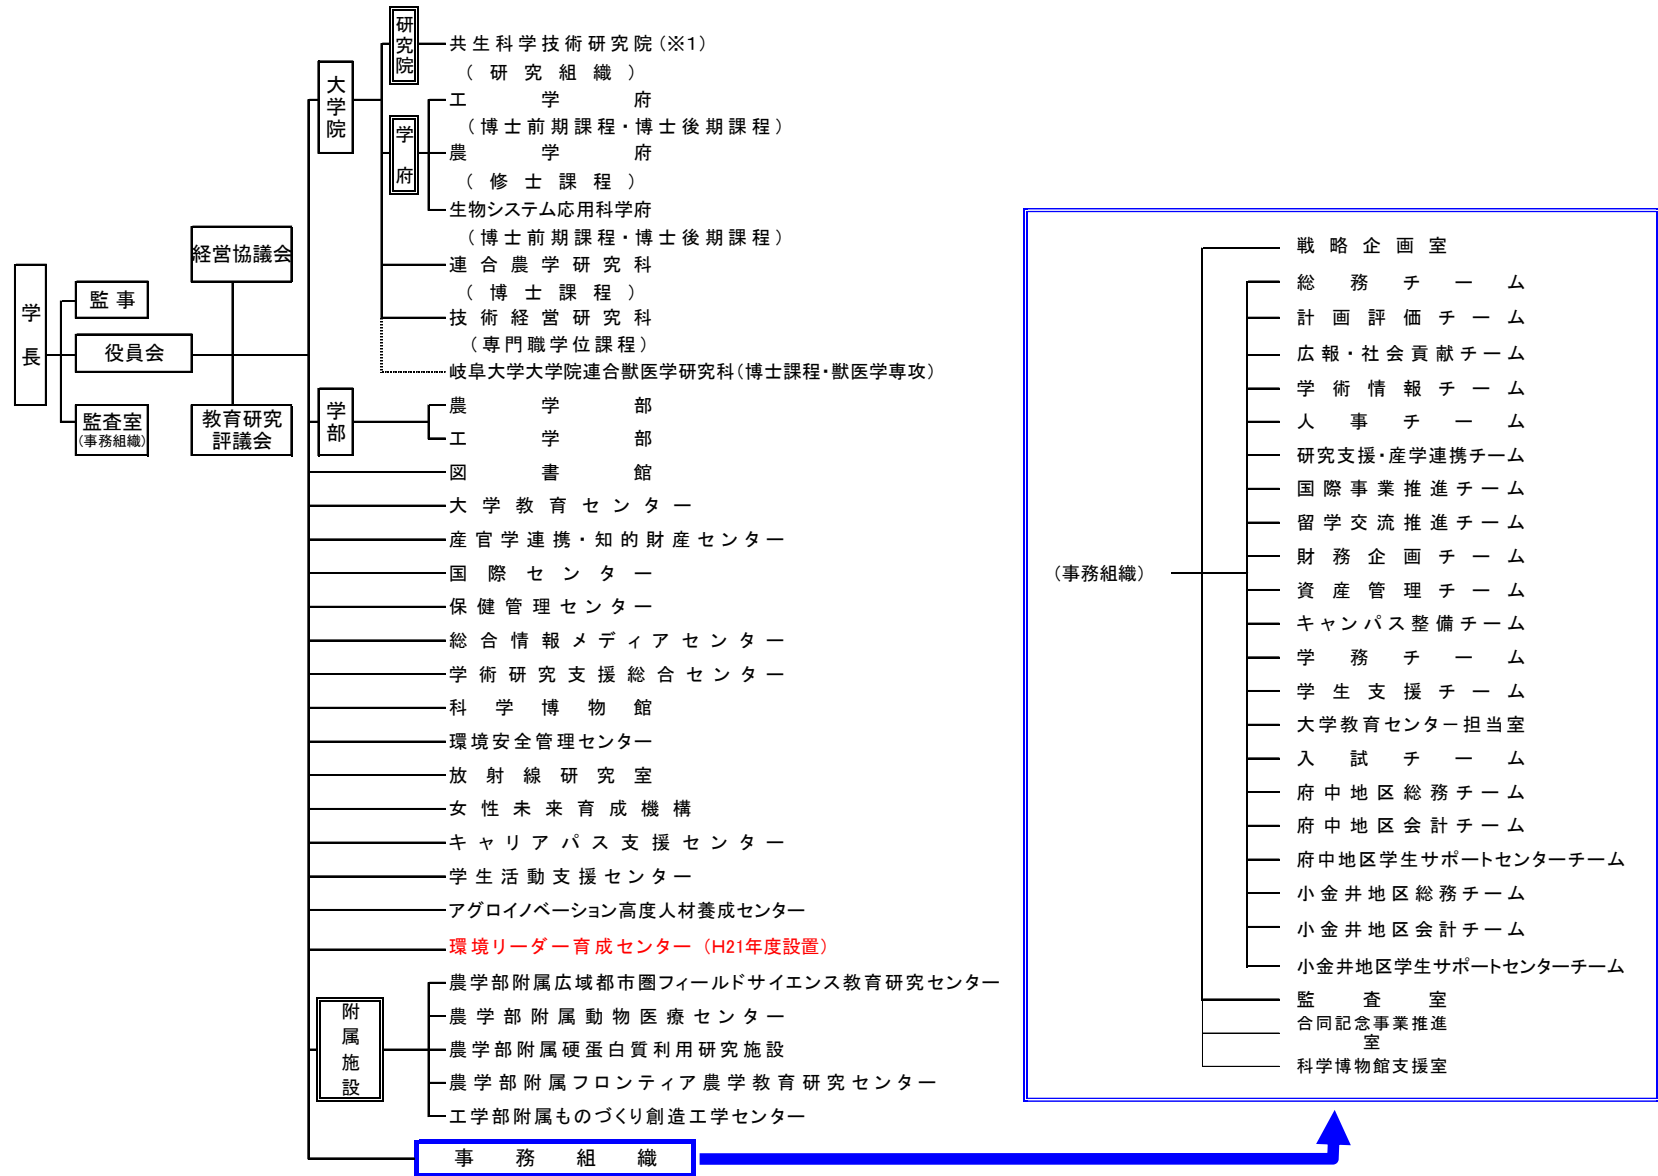 学長
監事
役員会
監査室
(事務組織)
経営協議会
教育研究
評議会
大学院
研究院
共生科学技術研究院(※1)
(研究組織)
学府
工学府
(博士前期課程・博士後期課程)
農学府
(修士課程)
生物システム応用科学府
(博士前期課程・博士後期課程)
連合農学研究科
(博士課程)
技術経営研究科
(専門職学位課程)
岐阜大学大学院連合獣医学研究科(博士課程・獣医学専攻)
学部
農学部
工学部
図書館
大学教育センター
産官学連携・知的財産センター
国際センター
保健管理センター
総合情報メディアセンター
学術研究支援総合センター
科学博物館
環境安全管理センター
放射線研究室
女性未来育成機構
キャリアパス支援センター
学生活動支援センター
アグロイノベーション高度人材養成センター
環境リーダー育成センター (H21年度設置)
附属施設
農学部附属広域都市圏フィールドサイエンス教育研究センター
農学部附属動物医療センター
農学部附属硬蛋白質利用研究施設
農学部附属フロンティア農学教育研究センター
工学部附属ものづくり創造工学センター
事務組織
(事務組織)
戦略企画室
総務チーム
計画評価チーム
広報・社会貢献チーム
学術情報チーム
人事チーム
研究支援・産学連携チーム
国際事業推進チーム
留学交流推進チーム
財務企画チーム
資産管理チーム
キャンパス整備チーム
学務チーム
学生支援チーム
大学教育センター担当室
入試チーム
府中地区総務チーム
府中地区会計チーム
府中地区学生サポートセンターチーム
小金井地区総務チーム
小金井地区会計チーム
小金井地区学生サポートセンターチーム
監査室
合同記念事業推進
室
科学博物館支援室